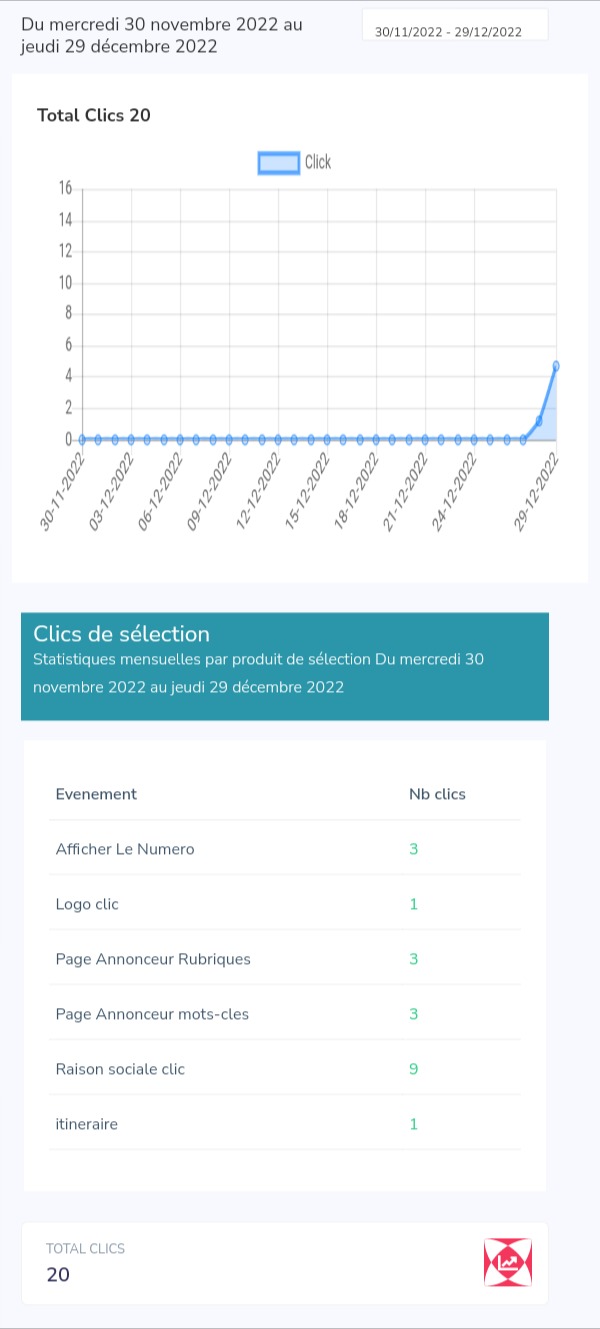 Du mercredi 30 novembre 2022 au
jeudi 29 décembre 2022
30/11/2022 - 29/12/2022
Total Clics 20
Click
16
14
12
10
8
6
4
2
0
30-11-2022
03-12-2022
06-12-2022
09-12-2022
12-12-2022
15-12-2022
18-12-2022
21-12-2022
24-12-2022
29-12-2022
Clics de sélection
Statistiques mensuelles par produit de sélection Du mercredi 30
novembre 2022 au jeudi 29 décembre 2022
Evenement Nb clics
Afficher Le Numero 3
Logo clic 1
Page Annonceur Rubriques 3
Page Annonceur mots-cles 3
Raison sociale clic 9
itineraire 1
TOTAL CLICS
20